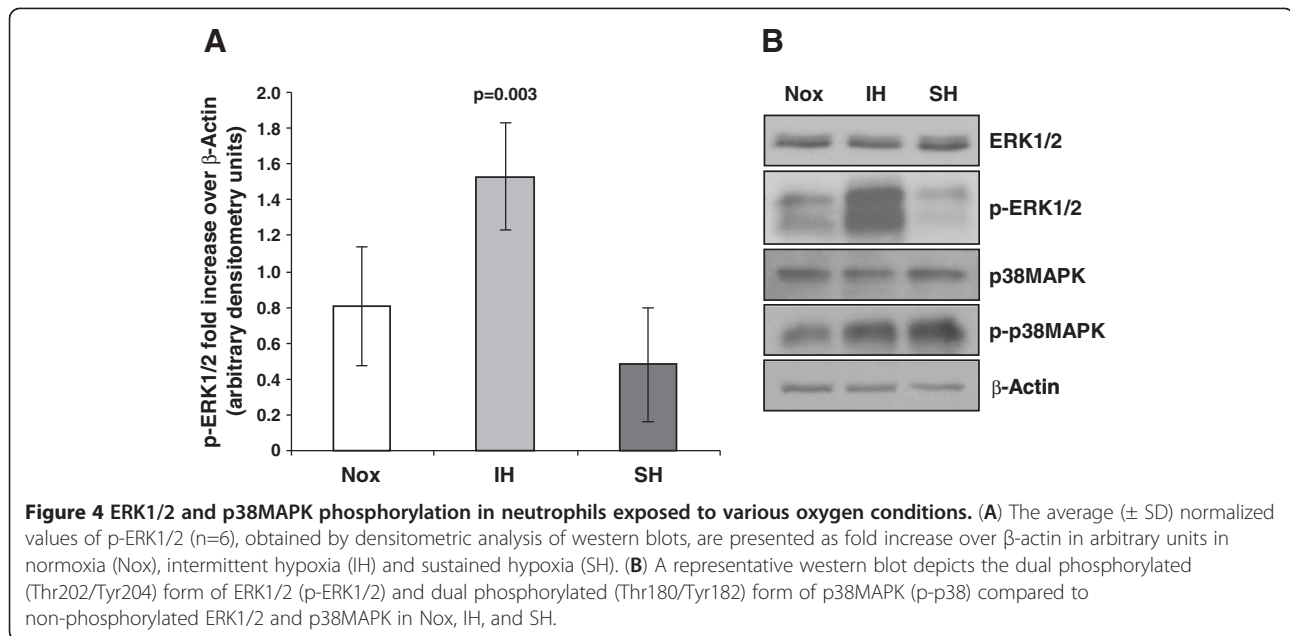 A
B
p-ERK1/2 fold increase over β-Actin
(arbitrary densitometry units)
2.0
1.8
1.6
1.4
1.2
1.0
0.8
0.6
0.4
0.2
0
p=0.003
Nox
IH
SH
Nox IH SH
ERK1/2
p-ERK1/2
p38MAPK
p-p38MAPK
β-Actin
Figure 4 ERK1/2 and p38MAPK phosphorylation in neutrophils exposed to various oxygen conditions. (A) The average (± SD) normalized
values of p-ERK1/2 (n=6), obtained by densitometric analysis of western blots, are presented as fold increase over β-actin in arbitrary units in
normoxia (Nox), intermittent hypoxia (IH) and sustained hypoxia (SH). (B) A representative western blot depicts the dual phosphorylated
(Thr202/Tyr204) form of ERK1/2 (p-ERK1/2) and dual phosphorylated (Thr180/Tyr182) form of p38MAPK (p-p38) compared to
non-phosphorylated ERK1/2 and p38MAPK in Nox, IH, and SH.